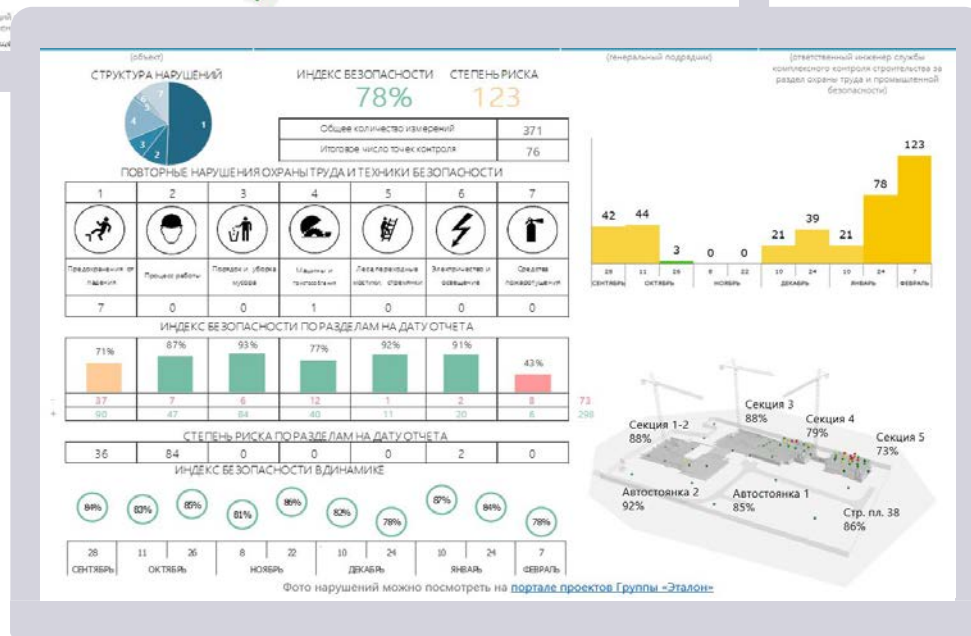 (объект)
(генеральный подрядчик)
(ответственный инженер службы
комплексного контроля строительства за
раздел охраны труда и промышленной
безопасности)
СТРУКТУРА НАРУШЕНИЙ
1
2
3
4
5
6
7
ИНДЕКС БЕЗОПАСНОСТИ СТЕПЕНЬ РИСКА
78% 123
Общее количество измерений 371
Итоговое число точек контроля 76
ПОВТОРНЫЕ НАРУШЕНИЯ ОХРАНЫ ТРУДА И ТЕХНИКИ БЕЗОПАСНОСТИ
1 2 3 4 5 6 7
Предохранения от падения
Процесс работы
Порядок и уборка мусора
Машины и
Леса, переходные мостики, стремянки
Электричество и освещение
Средства пожаротушения
7 0 0 1 0 0 0
ИНДЕКС БЕЗОПАСНОСТИ ПО РАЗДЕЛАМ НА ДАТУ ОТЧЕТА
71% 87% 93% 77% 92% 91% 43%
- 37 7 6 12 1 2 8 73
+ 90 47 84 40 11 20 6 298
СТЕПЕНЬ РИСКА ПО РАЗДЕЛАМ НА ДАТУ ОТЧЕТА
36 84 0 0 0 2 0
ИНДЕКС БЕЗОПАСНОСТИ В ДИНАМИКЕ
84% 83% 85% 81% 86% 82% 78% 87% 84% 78%
28 11 26 8 22 10 24 10 24 7
СЕНТЯБРЬ ОКТЯБРЬ НОЯБРЬ ДЕКАБРЬ ЯНВАРЬ ФЕВРАЛЬ
42 44 3 0 0 21 39 21 78 123
28 11 26 8 22 10 24 10 24 7
СЕНТЯБРЬ ОКТЯБРЬ НОЯБРЬ ДЕКАБРЬ ЯНВАРЬ ФЕВРАЛЬ
Секция 1-2
88%
Секция 3
88%
Секция 4
79%
Секция 5
73%
Автостоянка 2
92%
Автостоянка 1
85%
Стр. пл. 38
86%
Фото нарушений можно посмотреть на портале проектов Группы «Эталон»